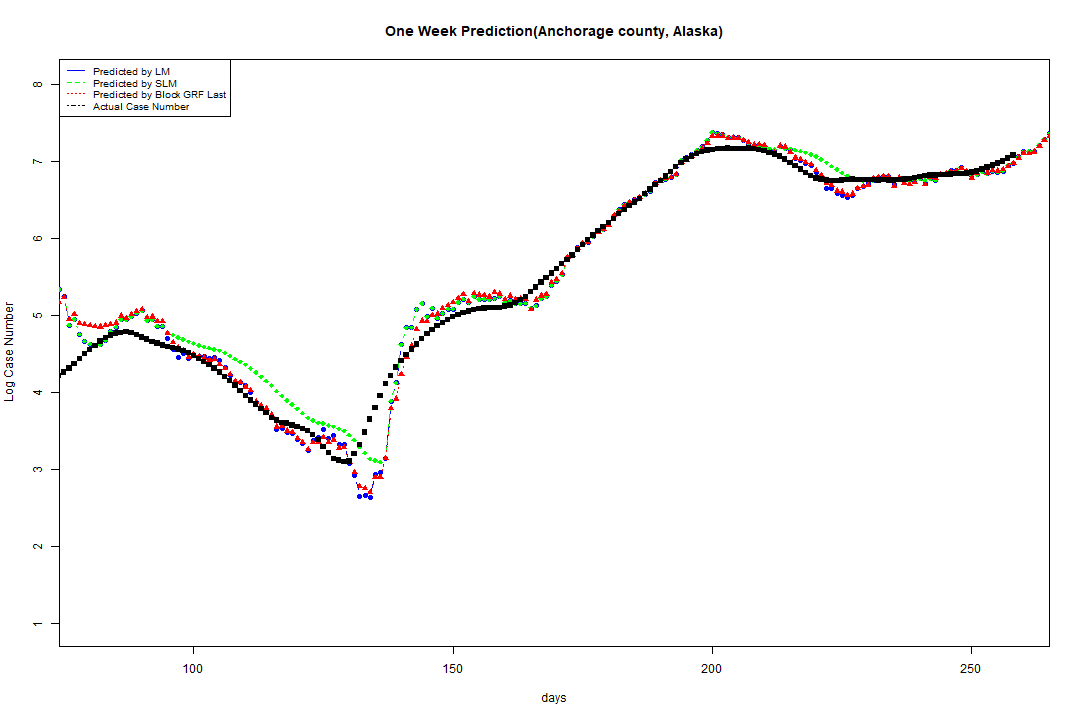 One Week Prediction(Anchorage county, Alaska)
Predicted by LM
Predicted by SLM
Predicted by Block GRF Last
Actual Case Number
8
7
6
5
4
3
2
1
Log Case Number
100 150 200 250
days